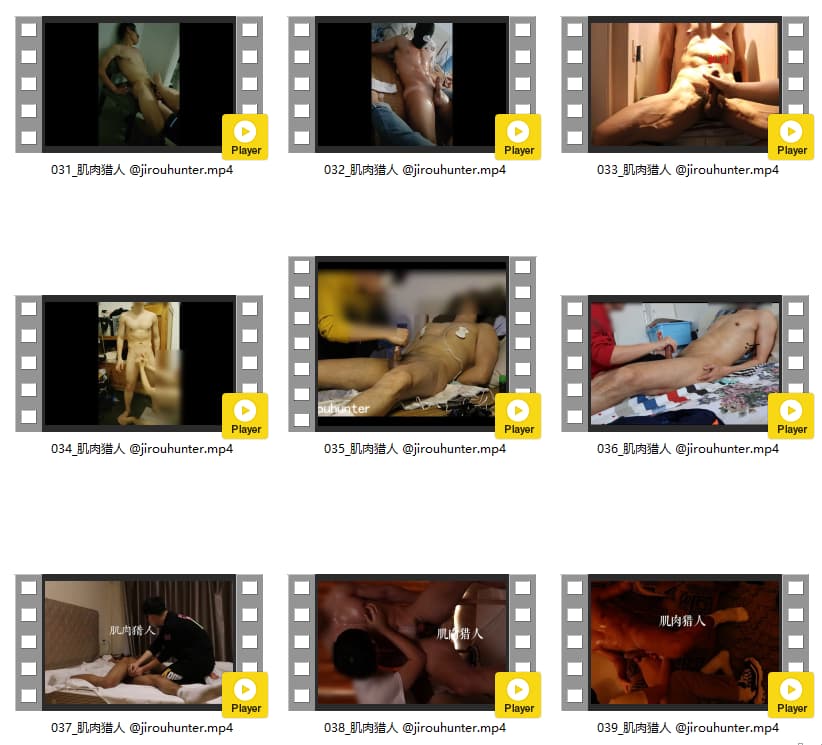 Player
Player
Player
031_肌肉猎人 @jirouhunter.mp4
032_肌肉猎人 @jirouhunter.mp4
033_肌肉猎人 @jirouhunter.mp4
ouhunter
Player
Player
Player
034_肌肉猎人 @jirouhunter.mp4
035_肌肉猎人 @jirouhunter.mp4
036_肌肉猎人 @jirouhunter.mp4
肌肉猎人
肌肉猎人
肌肉猎人
Player
Player
Player
037_肌肉猎人 @jirouhunter.mp4
038_肌肉猎人 @jirouhunter.mp4
039_肌肉猎人 @jirouhunter.mp4